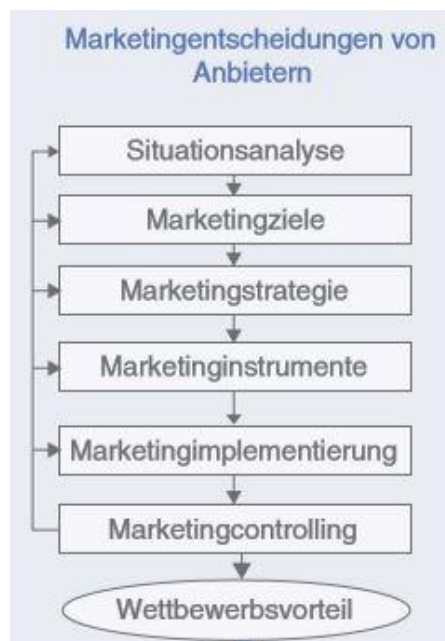 Marketingentscheidungen von
Anbietern
Situationsanalyse
Marketingziele
Marketingstrategie
Marketinginstrumente
Marketingimplementierung
Marketingcontrolling
Wettbewerbsvorteil